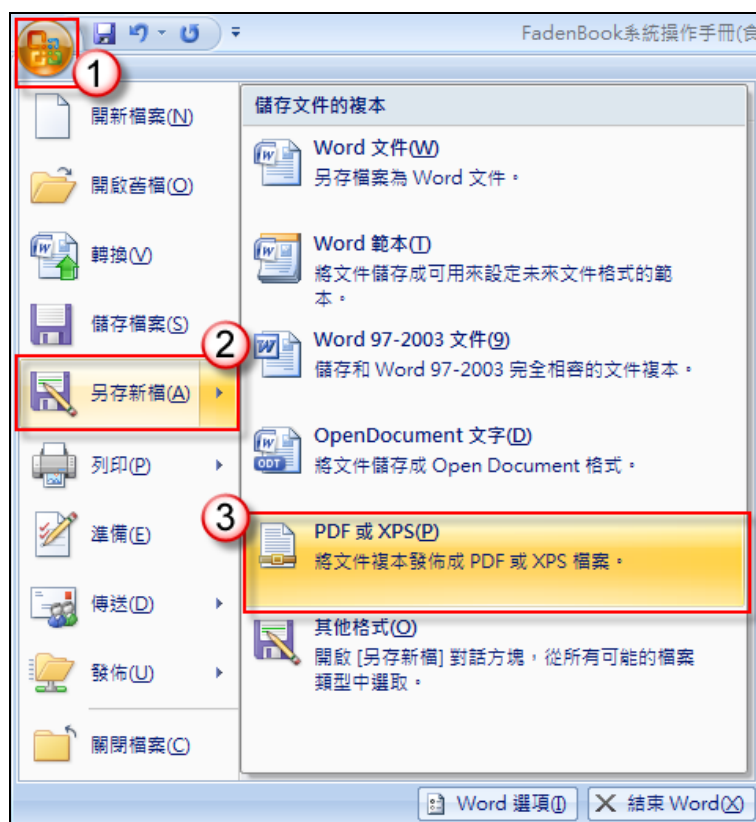 FadenBook系統操作手冊(食
1
開新檔案(N)
開啟舊檔(O)
轉換(V)
儲存檔案(S)
2
另存新檔(A)
列印(P)
準備(E)
傳送(D)
發佈(U)
關閉檔案(C)
儲存文件的複本
Word 文件(W)
另存檔案為 Word 文件。
Word 範本(T)
將文件儲存成可用來設定未來文件格式的範
本。
Word 97-2003 文件(9)
儲存和 Word 97-2003 完全相容的文件複本。
OpenDocument 文字(D)
ODT
將文件儲存成 Open Document 格式。
3
PDF 或 XPS(P)
將文件複本發佈成 PDF 或 XPS 檔案。
其他格式(O)
開啟 [另存新檔] 對話方塊，從所有可能的檔案
類型中選取。
Word 選項(I)
結束 Word(X)